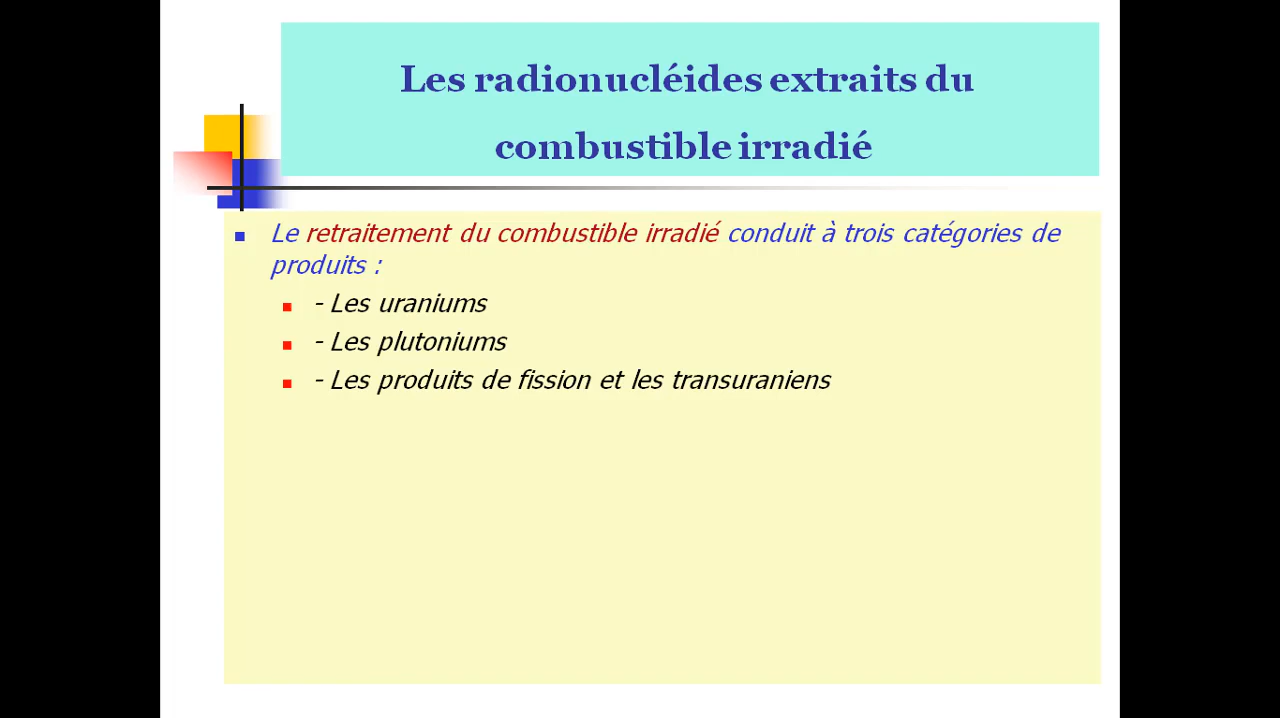 Les radionucléides extraits du
combustible irradié
Le retraitement du combustible irradié conduit à trois catégories de
produits :
- Les uraniums
- Les plutoniums
- Les produits de fission et les transuraniens